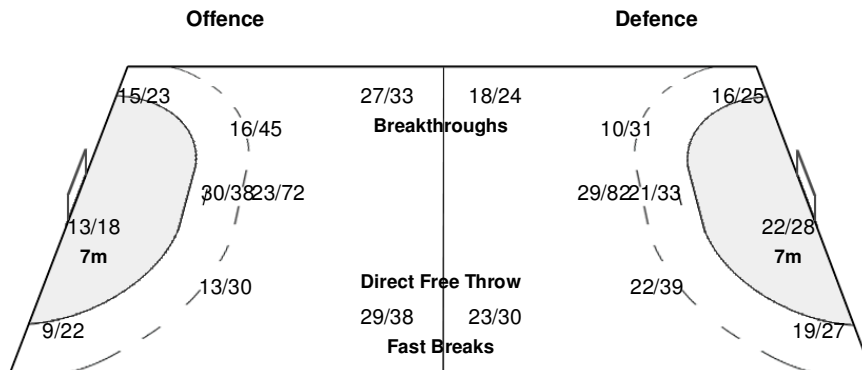 Offence Defence
15/23 27/33 18/24 16/25
16/45 Breakthroughs 10/31
30/38 23/72 29/82 21/33
13/18 22/28
7m 7m
13/30 Direct Free Throw 22/39
29/38 23/30
9/22 Fast Breaks 19/27